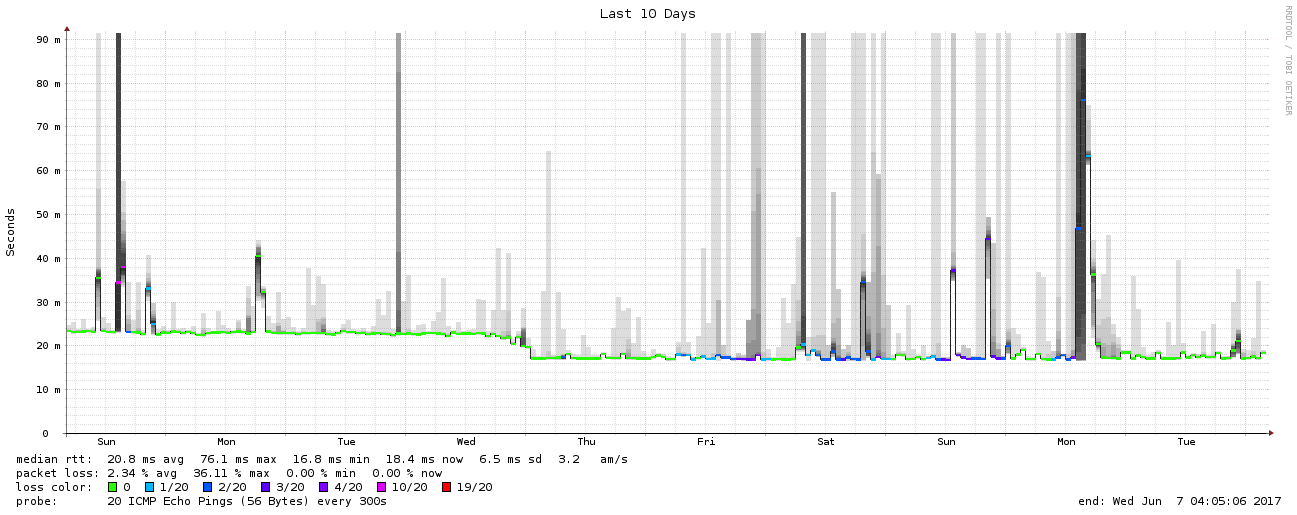 Last 10 Days
RRDTOOL / TOBI OETIKER
90 m
80 m
70 m
60 m
50 m
40 m
30 m
20 m
10 m
0
Seconds
Sun Mon Tue Wed Thu Fri Sat Sun Mon Tue
median rtt: 20.8 ms avg 76.1 ms max 16.8 ms min 18.4 ms now 6.5 ms sd 3.2 am/s
packet loss: 2.34 % avg 36.11 % max 0.00 % min 0.00 % now
loss color: 0 1/20 2/20 3/20 4/20 10/20 19/20
probe: 20 ICMP Echo Pings (56 Bytes) every 300s end: Wed Jun 7 04:05:06 2017